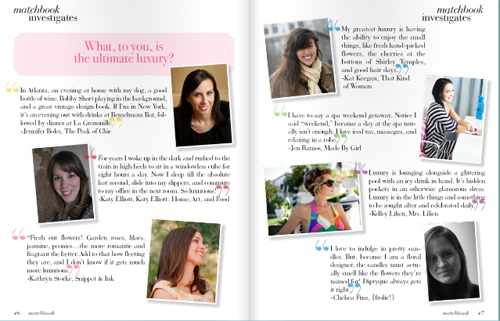 matchbook
investigates
What, to you, is
the ultimate luxury?
In Atlanta, an evening at home with my dog, a good
bottle of wine, Bobby Short playing in the background,
and a great vintage design book. If I'm in New York,
it's an evening out with drinks at Bemelmans Bar, fol-
lowed by dinner at La Grenouille.
-Jennifer Boles, The Peak of Chic
For years I woke up in the dark and rushed to the
train in high heels to sit in a windowless cube for
eight hours a day. Now I sleep till the absolute
last second, slide into my slippers, and commute
to my office in the next room. So luxurious!
-Katy Elliott, Katy Elliott: Home, Art, and Food
"Fresh cut flowers! Garden roses, lilacs,
jasmine, peonies...the more romantic and
fragrant the better. Add to that how fleeting
they are, and I don't know if it gets much
more luxurious.
-Kathryn Storke, Snippet & Ink
46 matchbook
matchbook
investigates
My greatest luxury is having
the ability to enjoy the small
things, like fresh hand-picked
flowers, the cherries at the
bottom of Shirley Temples,
and good hair days.
-Kat Keegan, That Kind
of Woman
I have to say a spa weekend getaway. Notice I
said "weekend," because a day at the spa usu-
ally isn't enough. I love iced tea, massages, and
relaxing in a robe.
-Jen Ramos, Made By Girl
Luxury is lounging alongside a glittering
pool with an icy drink in hand. It's hidden
pockets in an otherwise glamorous dress.
Luxury is in the little things and something
to be sought after and celebrated daily.
-Kelley Lilien, Mrs. Lilien
I love to indulge in pretty can-
dles. But, because I am a floral
designer, the candles must ac-
tually smell like the flowers they're
named for! Diptyque always gets
it right.
-Chelsea Fuss, {frolic!}
matchbook 47